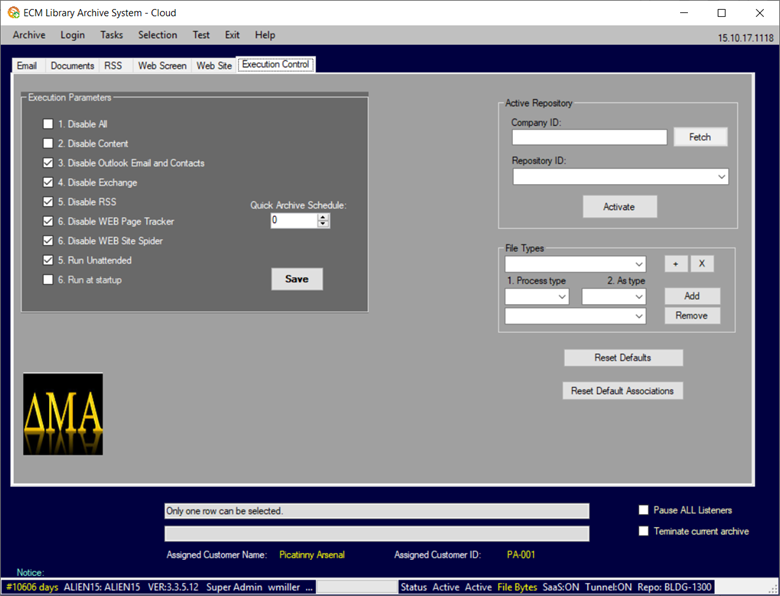 ECM Library Archive System - Cloud
Archive Login Tasks Selection Test Exit Help
15.10.17.1118
Email Documents RSS Web Screen Web Site Execution Control
Execution Parameters
1. Disable All
2. Disable Content
3. Disable Outlook Email and Contacts
4. Disable Exchange
5. Disable RSS
6. Disable WEB Page Tracker
6. Disable WEB Site Spider
5. Run Unattended
6. Run at startup
Quick Archive Schedule:
0
Save
Active Repository
Company ID:
Fetch
Repository ID:
Activate
File Types
+ X
1. Process type 2. As type
Add
Remove
Reset Defaults
Reset Default Associations
ΔMA
Only one row can be selected.
Pause ALL Listeners
Teminate current archive
Assigned Customer Name: Picatinny Arsenal Assigned Customer ID: PA-001
Notice:
#10606 days ALIEN15: ALIEN15 VER:3.3.5.12 Super Admin wmiller ... Status Active Active File Bytes SaaS:ON Tunnel:ON Repo: BLDG-1300